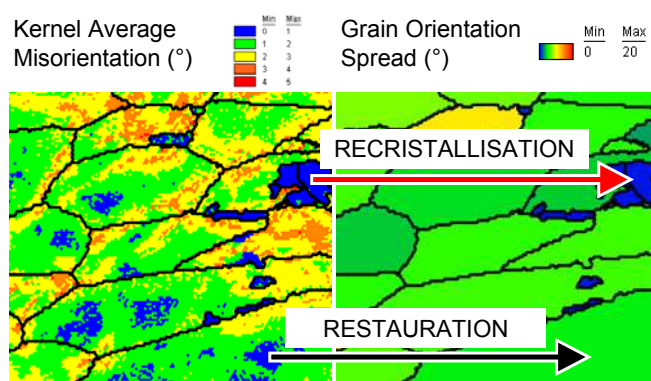 Kernel Average
Misorientation (°)
Min Max
0 1
1 2
2 3
3 4
4 5
Grain Orientation
Spread (°)
Min Max
0 20
RECRISTALLISATION
RESTAURATION